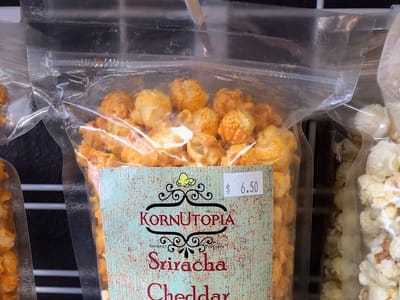 $ 6.50
KORNUTOPIA
Sriracha
Cheddar